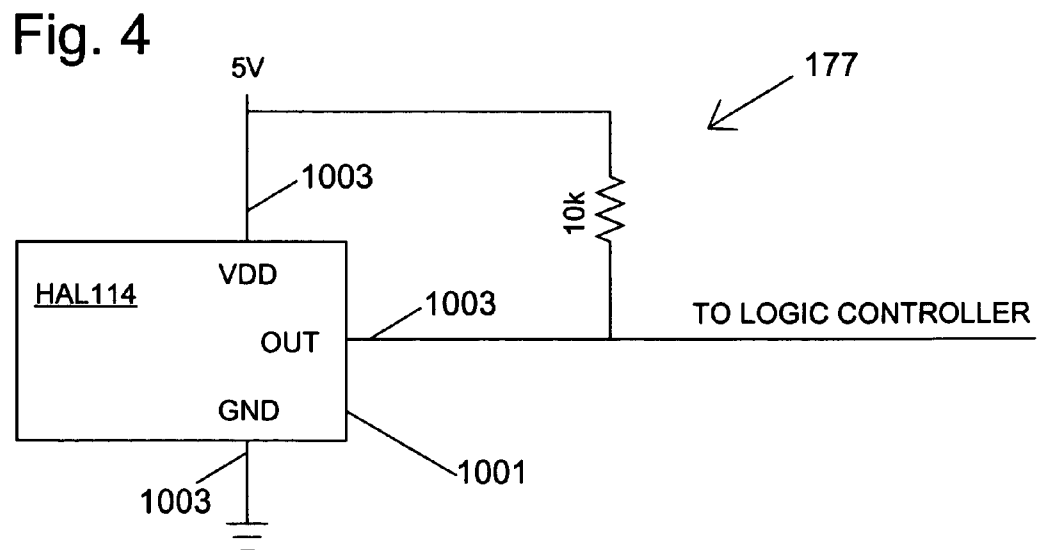 Fig. 4
5V
177
1003
10k
VDD
HAL114
1003
TO LOGIC CONTROLLER
OUT
GND
1001
1003